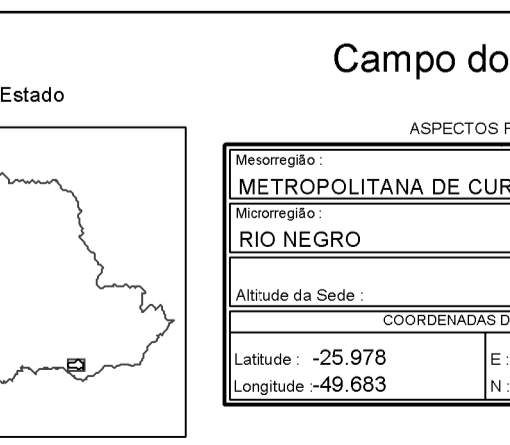 Campo do
Estado
ASPECTOS
Mesorregião :
METROPOLITANA DE CUR
Microrregião :
RIO NEGRO
Altitude da Sede :
COORDENADAS D
Latitude : -25.978
E :
Longitude :-49.683
N :